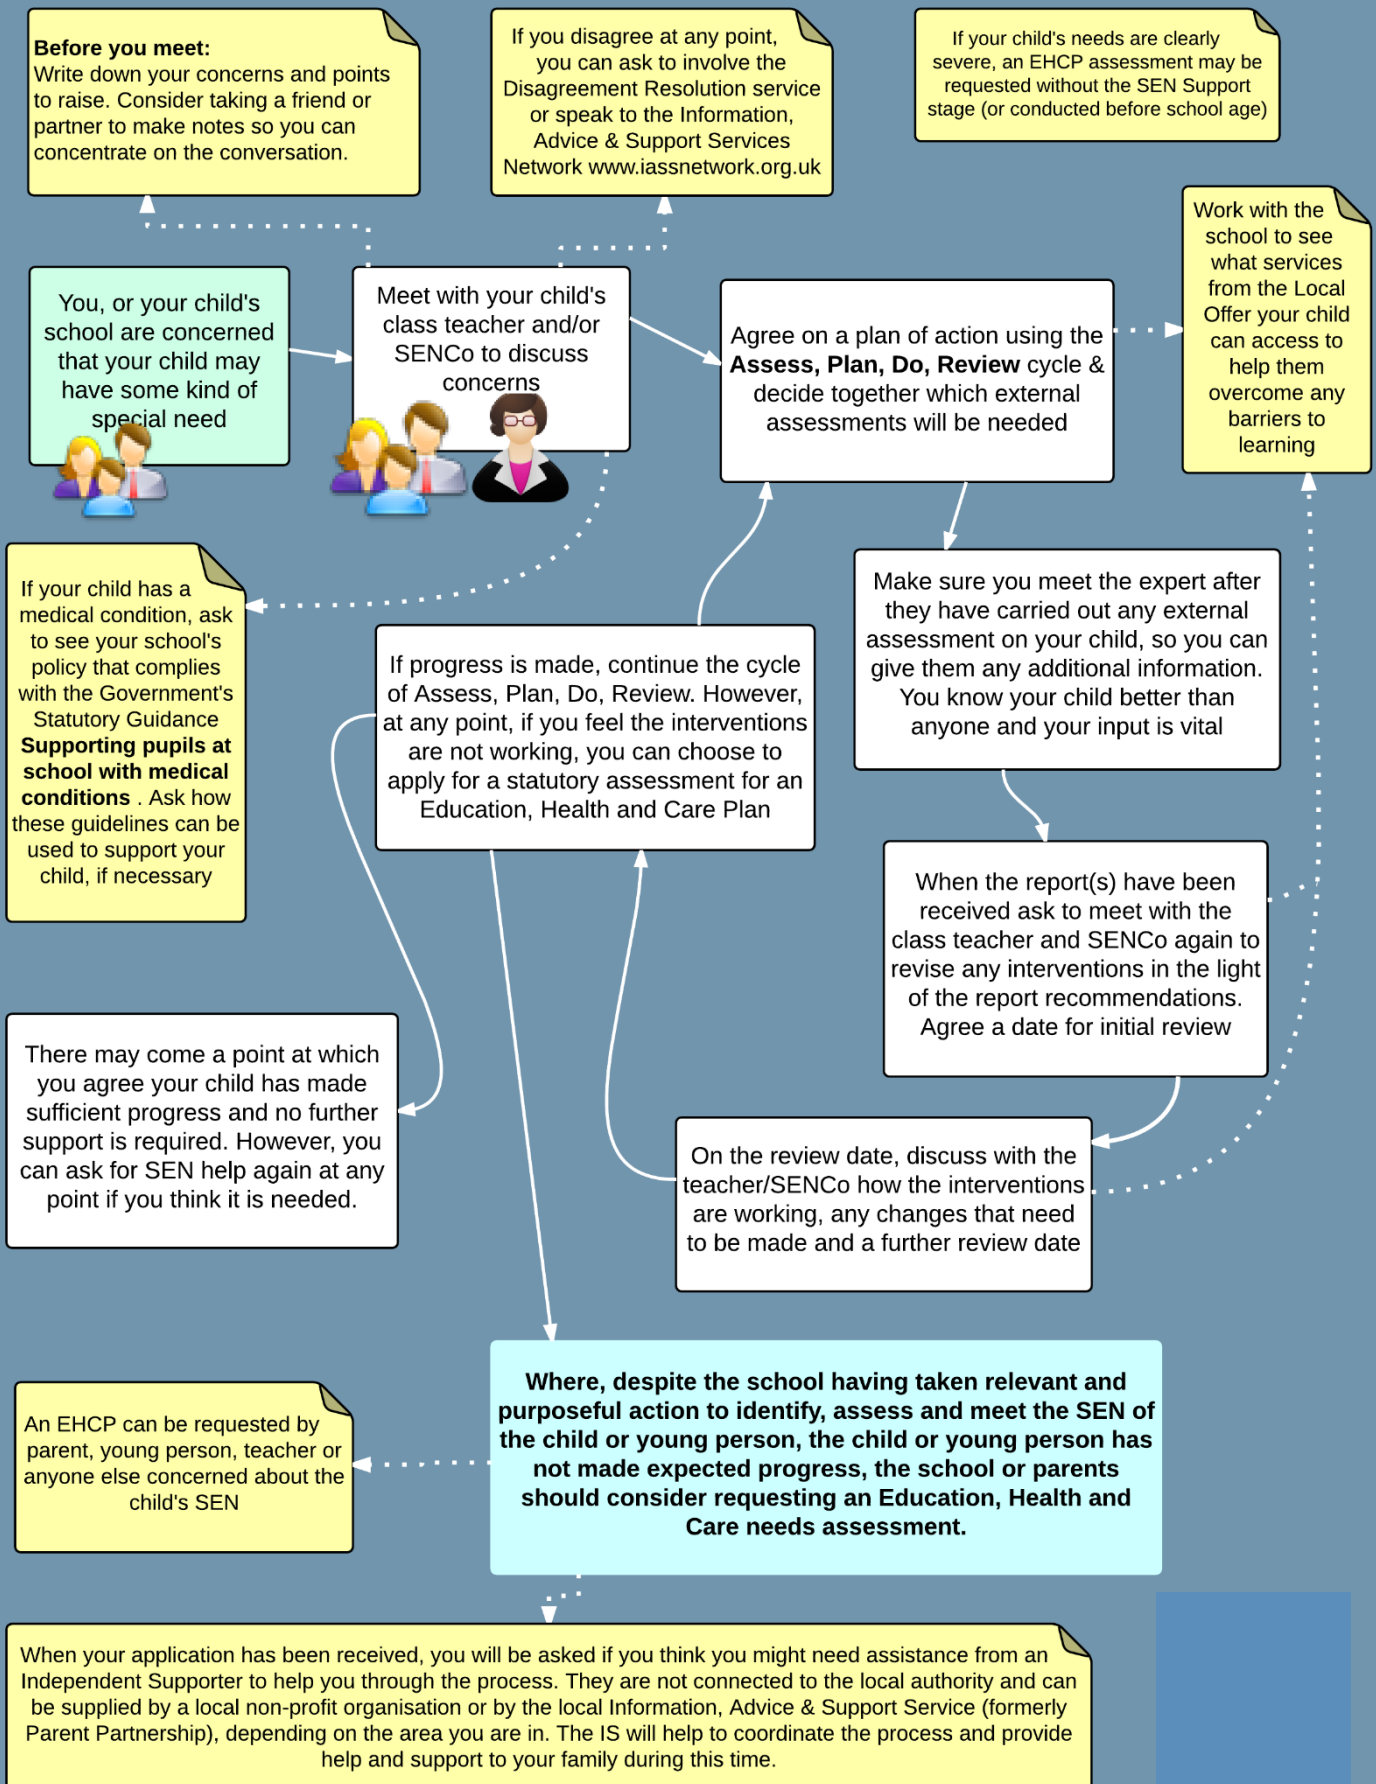 Before you meet:
Write down your concerns and points
to raise. Consider taking a friend or
partner to make notes so you can
concentrate on the conversation.
If you disagree at any point,
you can ask to involve the
Disagreement Resolution service
or speak to the Information,
Advice & Support Services
Network www.iassnetwork.org.uk
If your child's needs are clearly
severe, an EHCP assessment may be
requested without the SEN Support
stage (or conducted before school age)
You, or your child's
school are concerned
that your child may
have some kind of
special need
Meet with your child's
class teacher and/or
SENCo to discuss
concerns
Agree on a plan of action using the
Assess, Plan, Do, Review cycle &
decide together which external
assessments will be needed
Work with the
school to see
what services
from the Local
Offer your child
can access to
help them
overcome any
barriers to
learning
If your child has a
medical condition, ask
to see your school's
policy that complies
with the Government's
Statutory Guidance
Supporting pupils at
school with medical
conditions . Ask how
these guidelines can be
used to support your
child, if necessary
If progress is made, continue the cycle
of Assess, Plan, Do, Review. However,
at any point, if you feel the interventions
are not working, you can choose to
apply for a statutory assessment for an
Education, Health and Care Plan
Make sure you meet the expert after
they have carried out any external
assessment on your child, so you can
give them any additional information.
You know your child better than
anyone and your input is vital
When the report(s) have been
received ask to meet with the
class teacher and SENCo again to
revise any interventions in the light
of the report recommendations.
Agree a date for initial review
There may come a point at which
you agree your child has made
sufficient progress and no further
support is required. However, you
can ask for SEN help again at any
point if you think it is needed.
On the review date, discuss with the
teacher/SENCo how the interventions
are working, any changes that need
to be made and a further review date
Where, despite the school having taken relevant and
purposeful action to identify, assess and meet the SEN of
the child or young person, the child or young person has
not made expected progress, the school or parents
should consider requesting an Education, Health and
Care needs assessment.
An EHCP can be requested by
parent, young person, teacher or
anyone else concerned about the
child's SEN
When your application has been received, you will be asked if you think you might need assistance from an
Independent Supporter to help you through the process. They are not connected to the local authority and can
be supplied by a local non-profit organisation or by the local Information, Advice & Support Service (formerly
Parent Partnership), depending on the area you are in. The IS will help to coordinate the process and provide
help and support to your family during this time.